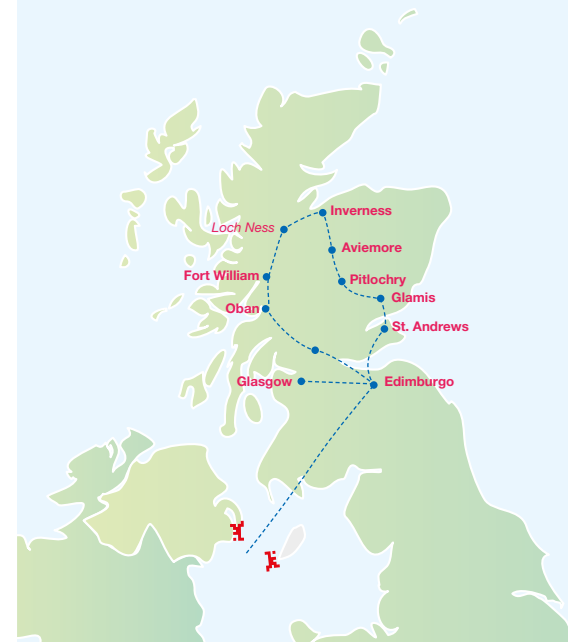 Inverness
Loch Ness
Aviemore
Fort William
Pitlochry
Glamis
Oban
St. Andrews
Glasgow
Edimburgo